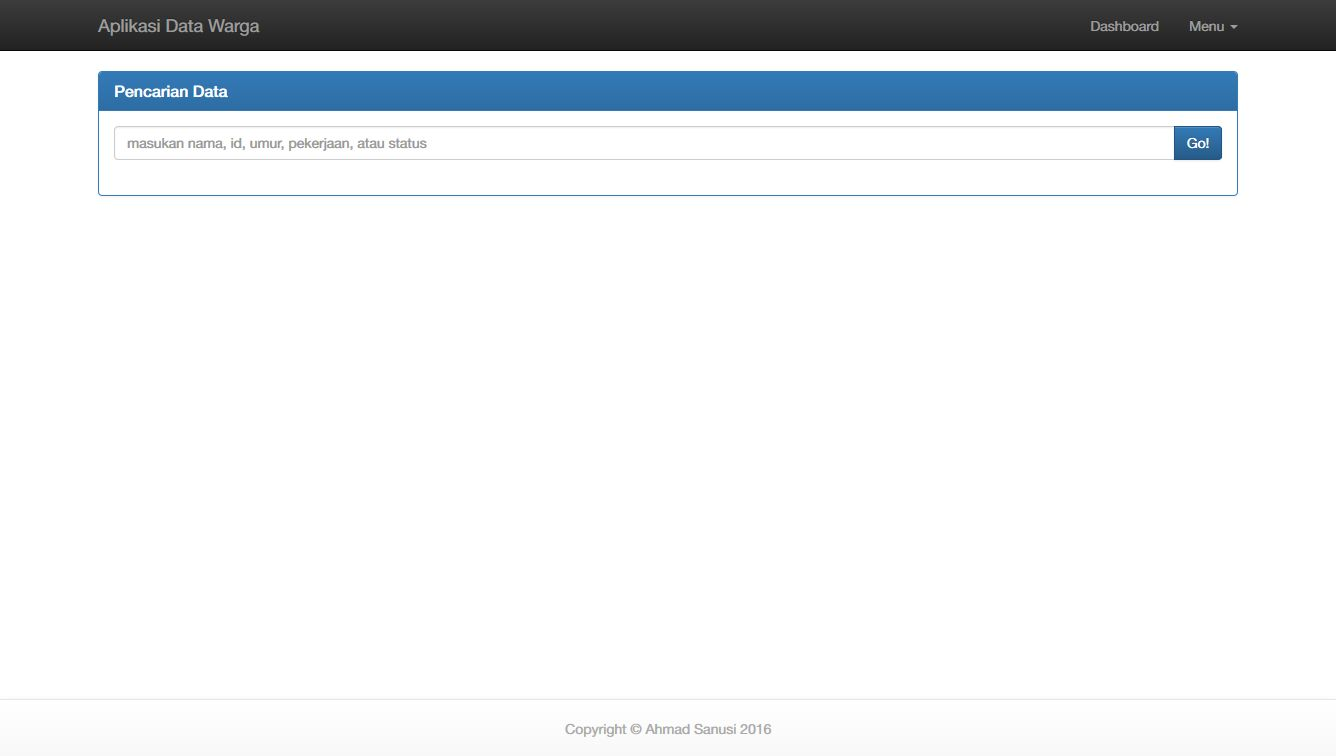 Aplikasi Data Warga
Dashboard
Menu
Pencarian Data
masukan nama, id, umur, pekerjaan, atau status
Go!
Copyright © Ahmad Sanusi 2016